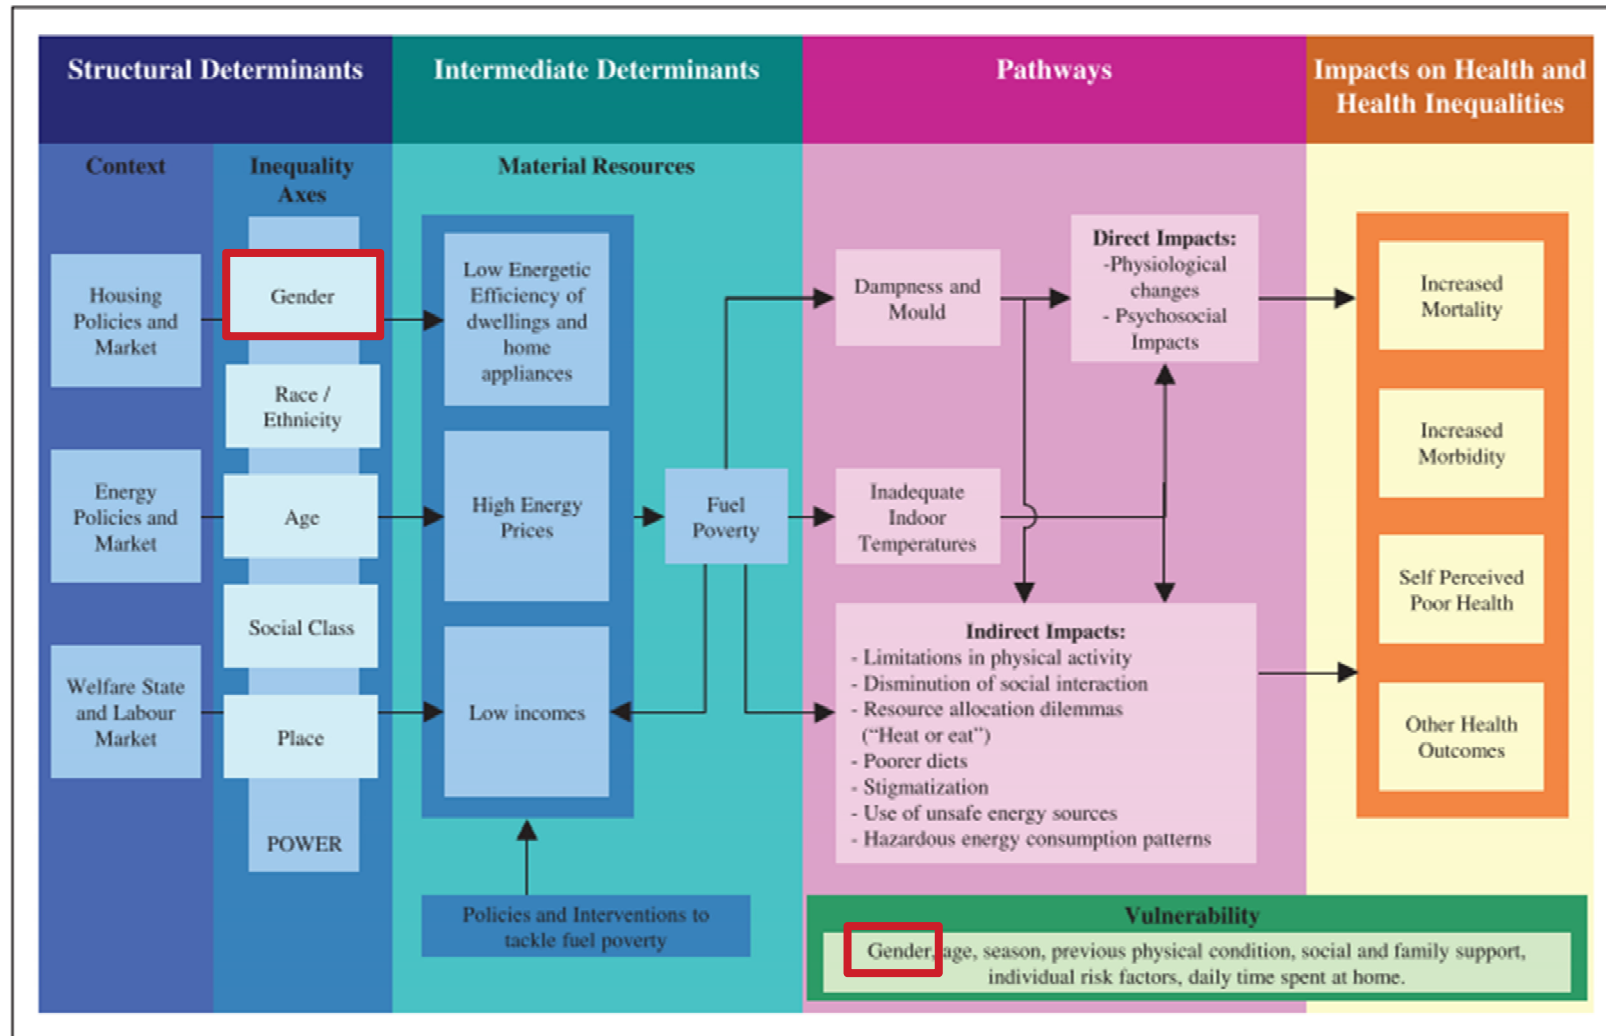 Structural Determinants
Intermediate Determinants
Pathways
Impacts on Health and
Health Inequalities
Context
Inequality
Axes
Material Resources
Housing
Policies and
Market
Energy
Policies and
Market
Welfare State
and Labour
Market
Gender
Race /
Ethnicity
Age
Social Class
Place
POWER
Low Energetic
Efficiency of
dwellings and
home
appliances
High Energy
Prices
Low incomes
Policies and Interventions to
tackle fuel poverty
Fuel
Poverty
Dampness and
Mould
Inadequate
Indoor
Temperatures
Direct Impacts:
-Physiological
changes
- Psychosocial
Impacts
Indirect Impacts:
- Limitations in physical activity
- Disminution of social interaction
- Resource allocation dilemmas
(“Heat or eat”)
- Poorer diets
- Stigmatization
- Use of unsafe energy sources
- Hazardous energy consumption patterns
Increased
Mortality
Increased
Morbidity
Self Perceived
Poor Health
Other Health
Outcomes
Vulnerability
Gender, age, season, previous physical condition, social and family support,
individual risk factors, daily time spent at home.